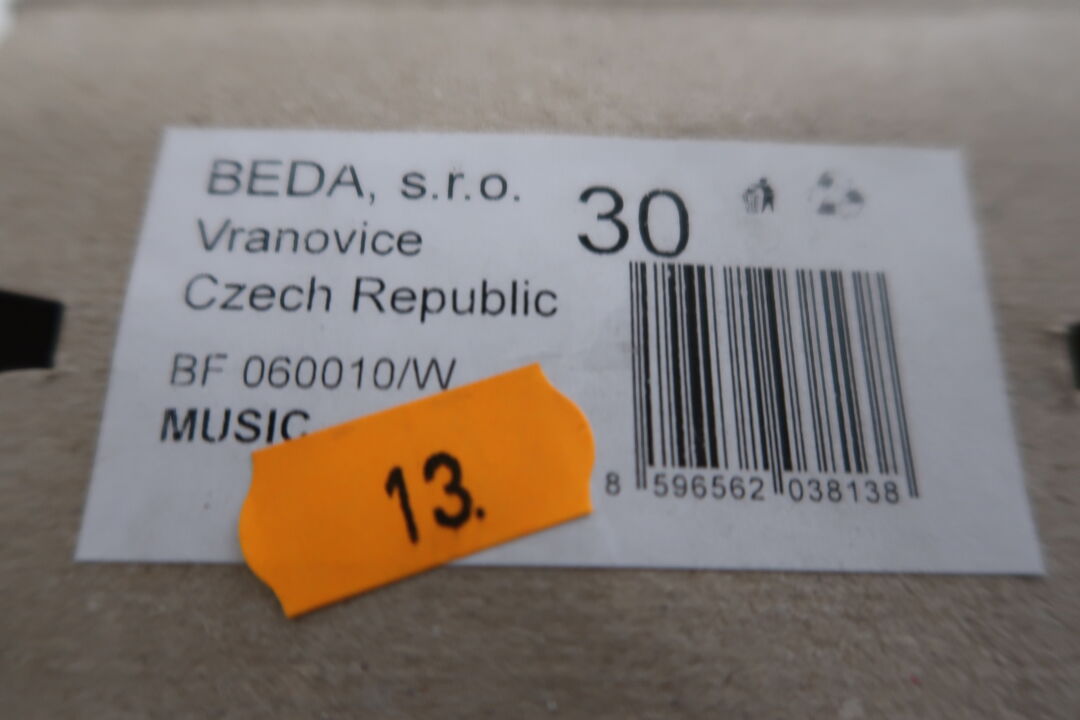 BEDA, s.r.o.
Vranovice
Czech Republic
30
BF 060010/W
MUSIC
13.
8 596562 038138